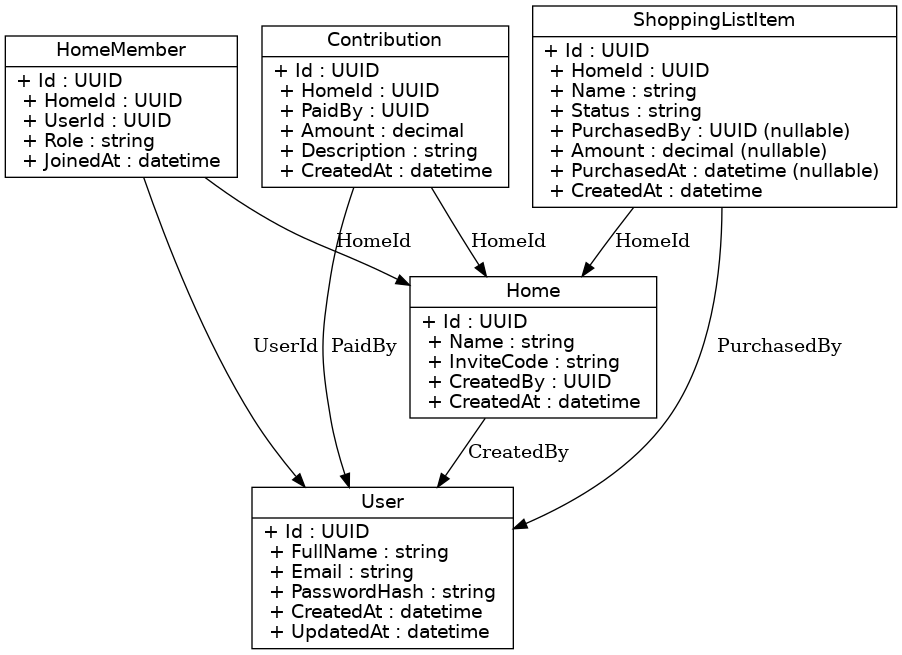 HomeMember
+ Id : UUID
+ HomeId : UUID
+ UserId : UUID
+ Role : string
+ JoinedAt : datetime
Contribution
+ Id : UUID
+ HomeId : UUID
+ PaidBy : UUID
+ Amount : decimal
+ Description : string
+ CreatedAt : datetime
ShoppingListItem
+ Id : UUID
+ HomeId : UUID
+ Name : string
+ Status : string
+ PurchasedBy : UUID (nullable)
+ Amount : decimal (nullable)
+ PurchasedAt : datetime (nullable)
+ CreatedAt : datetime
HomeId
HomeId
HomeId
Home
+ Id : UUID
+ Name : string
+ InviteCode : string
+ CreatedBy : UUID
+ CreatedAt : datetime
UserId
PaidBy
PurchasedBy
CreatedBy
User
+ Id : UUID
+ FullName : string
+ Email : string
+ PasswordHash : string
+ CreatedAt : datetime
+ UpdatedAt : datetime